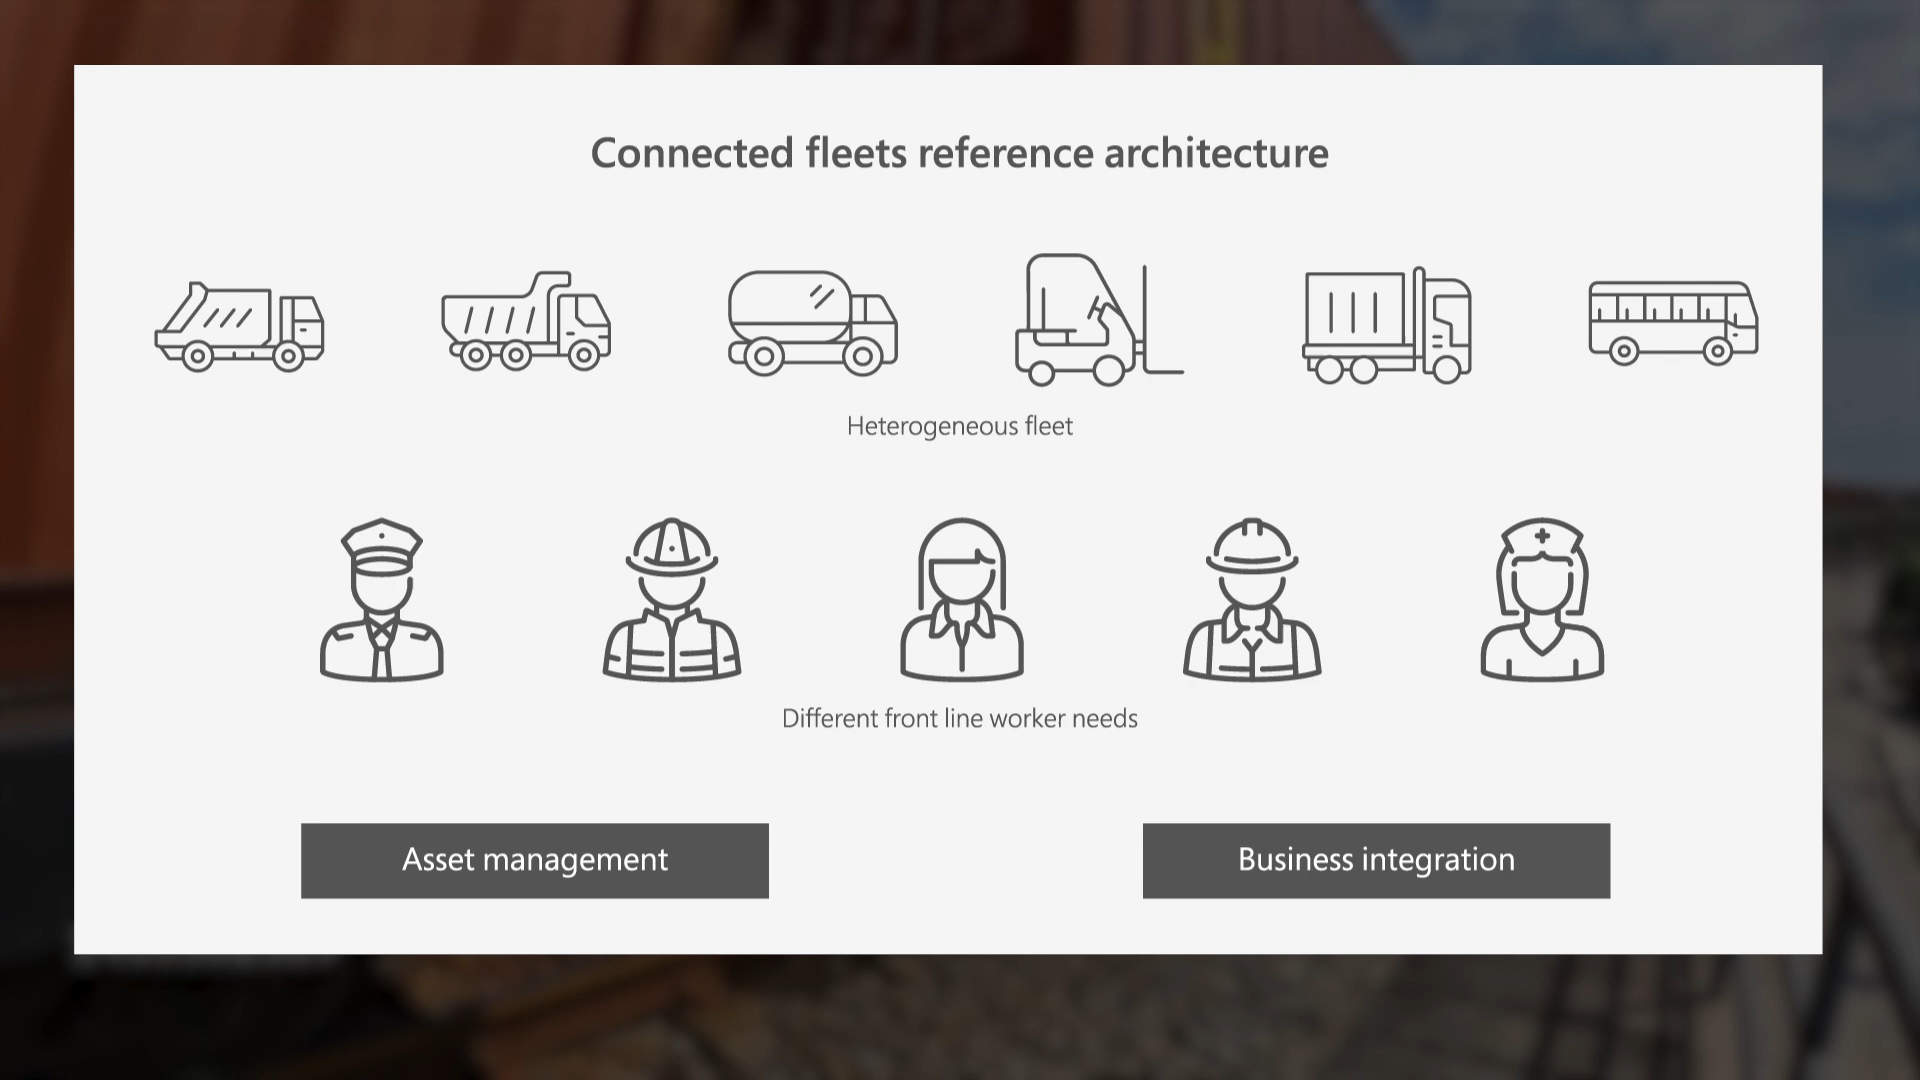 Connected fleets reference architecture
Heterogeneous fleet
Different front line worker needs
Asset management
Business integration